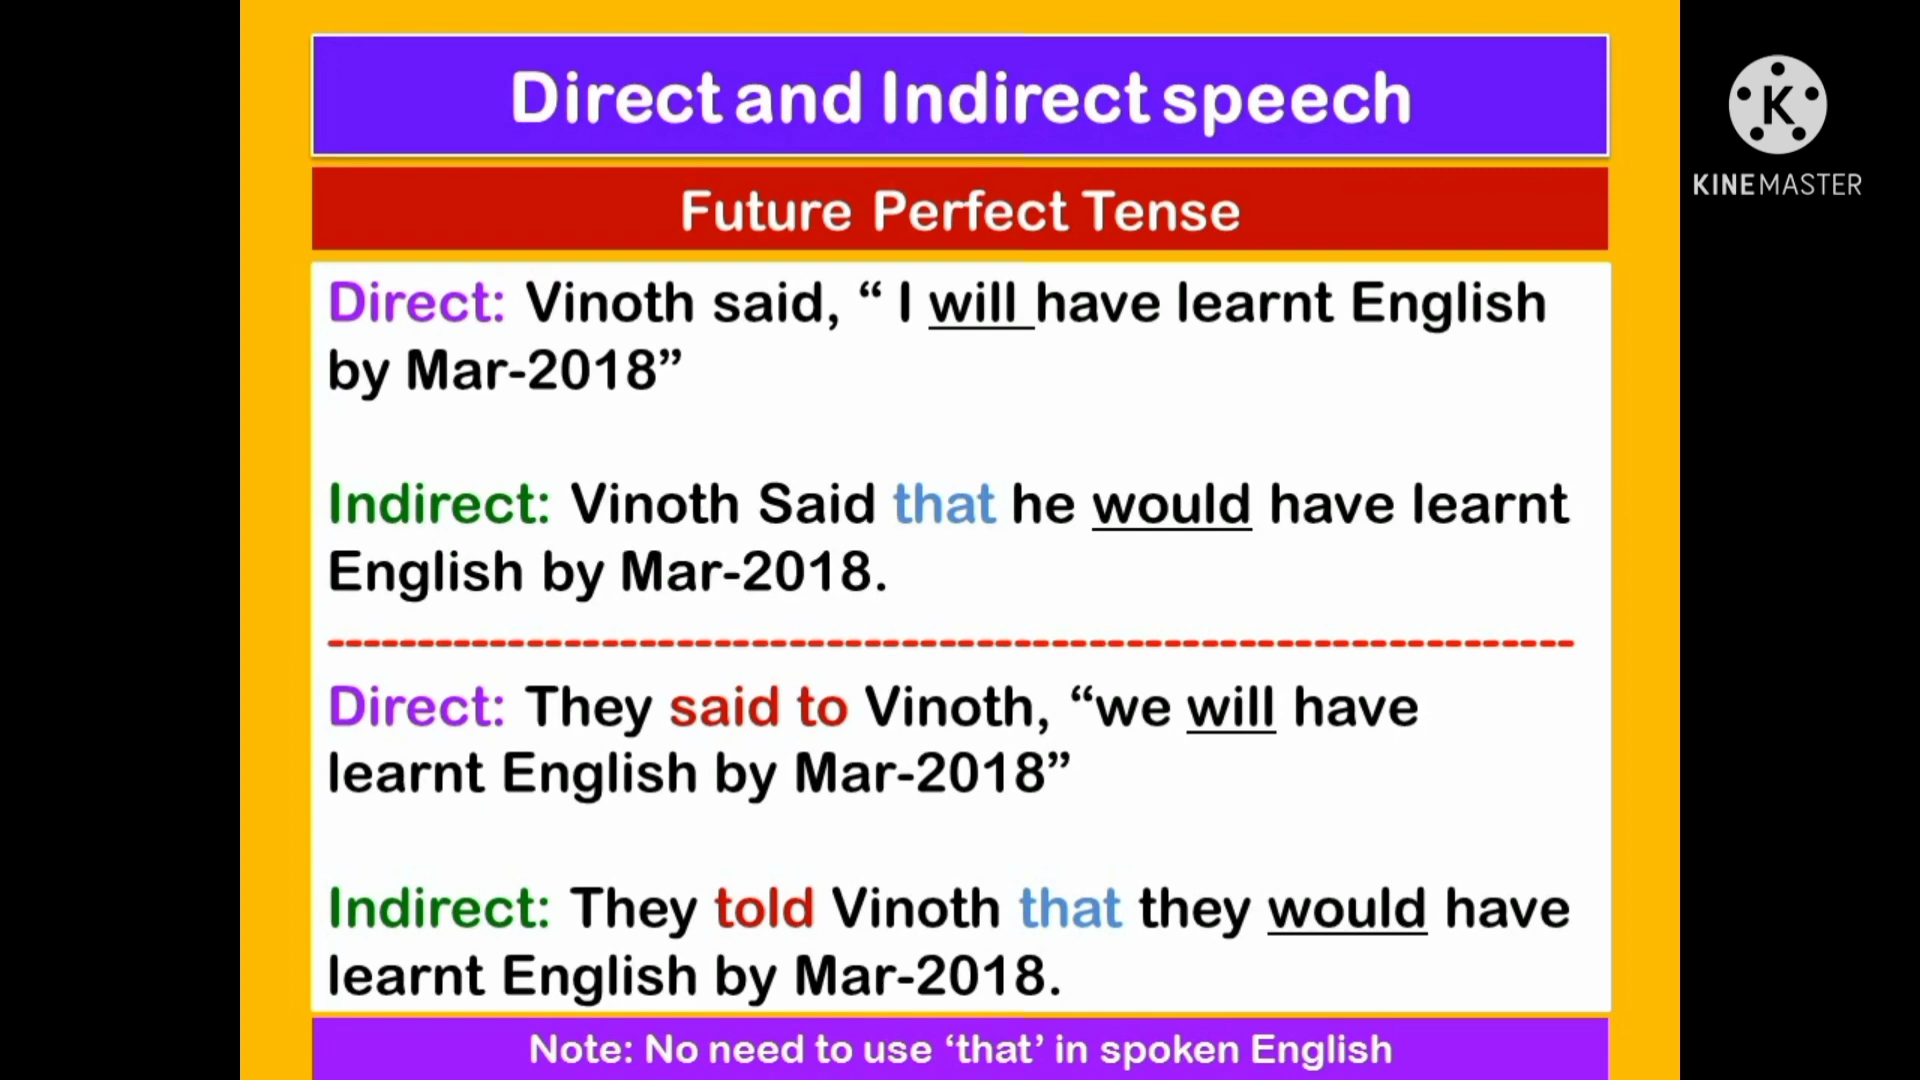 Direct and Indirect speech
KINEMASTER
Future Perfect Tense
Direct: Vinoth said, “ I will have learnt English
by Mar-2018”
Indirect: Vinoth Said that he would have learnt
English by Mar-2018.
Direct: They said to Vinoth, “we will have
learnt English by Mar-2018”
Indirect: They told Vinoth that they would have
learnt English by Mar-2018.
Note: No need to use ‘that’ in spoken English